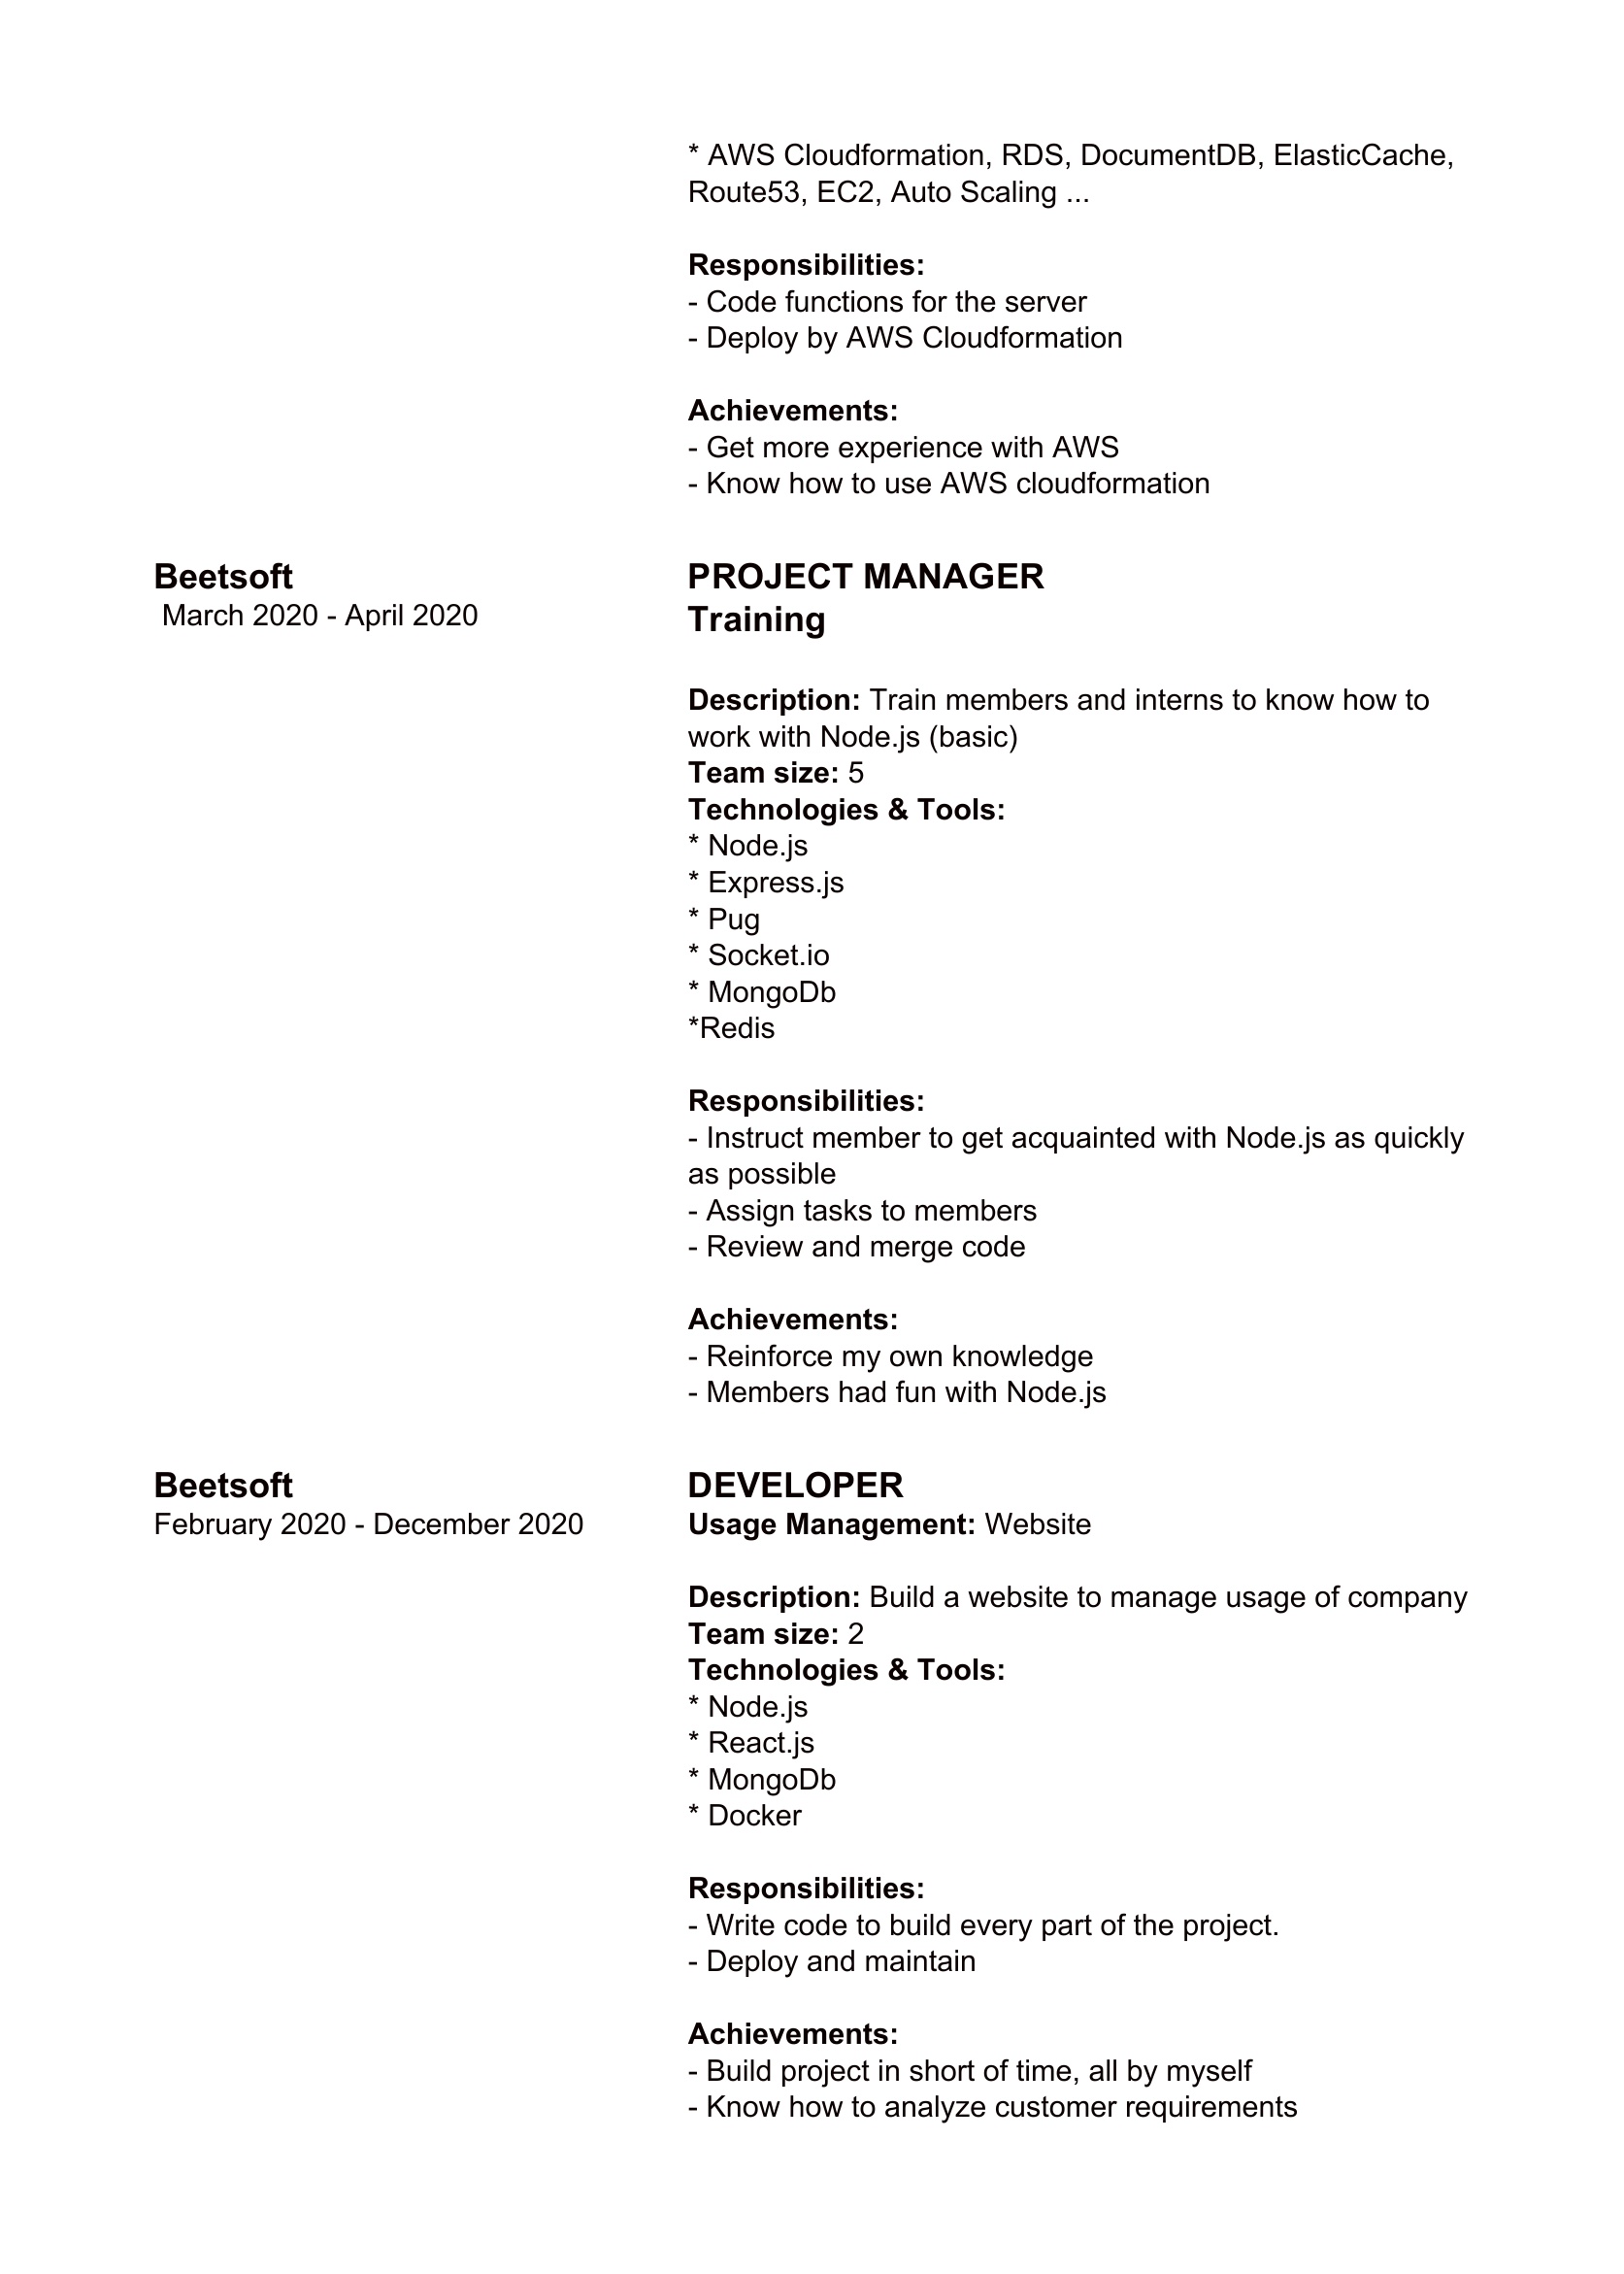 * AWS Cloudformation, RDS, DocumentDB, ElasticCache,
Route53, EC2, Auto Scaling ...
Responsibilities:
- Code functions for the server
- Deploy by AWS Cloudformation
Achievements:
- Get more experience with AWS
- Know how to use AWS cloudformation
Beetsoft
March 2020 - April 2020
PROJECT MANAGER
Training
Description: Train members and interns to know how to
work with Node.js (basic)
Team size: 5
Technologies & Tools:
* Node.js
* Express.js
* Pug
* Socket.io
* MongoDb
*Redis
Responsibilities:
- Instruct member to get acquainted with Node.js as quickly
as possible
- Assign tasks to members
- Review and merge code
Achievements:
- Reinforce my own knowledge
- Members had fun with Node.js
Beetsoft
February 2020 - December 2020
DEVELOPER
Usage Management: Website
Description: Build a website to manage usage of company
Team size: 2
Technologies & Tools:
* Node.js
* React.js
* MongoDb
* Docker
Responsibilities:
- Write code to build every part of the project.
- Deploy and maintain
Achievements:
- Build project in short of time, all by myself
- Know how to analyze customer requirements